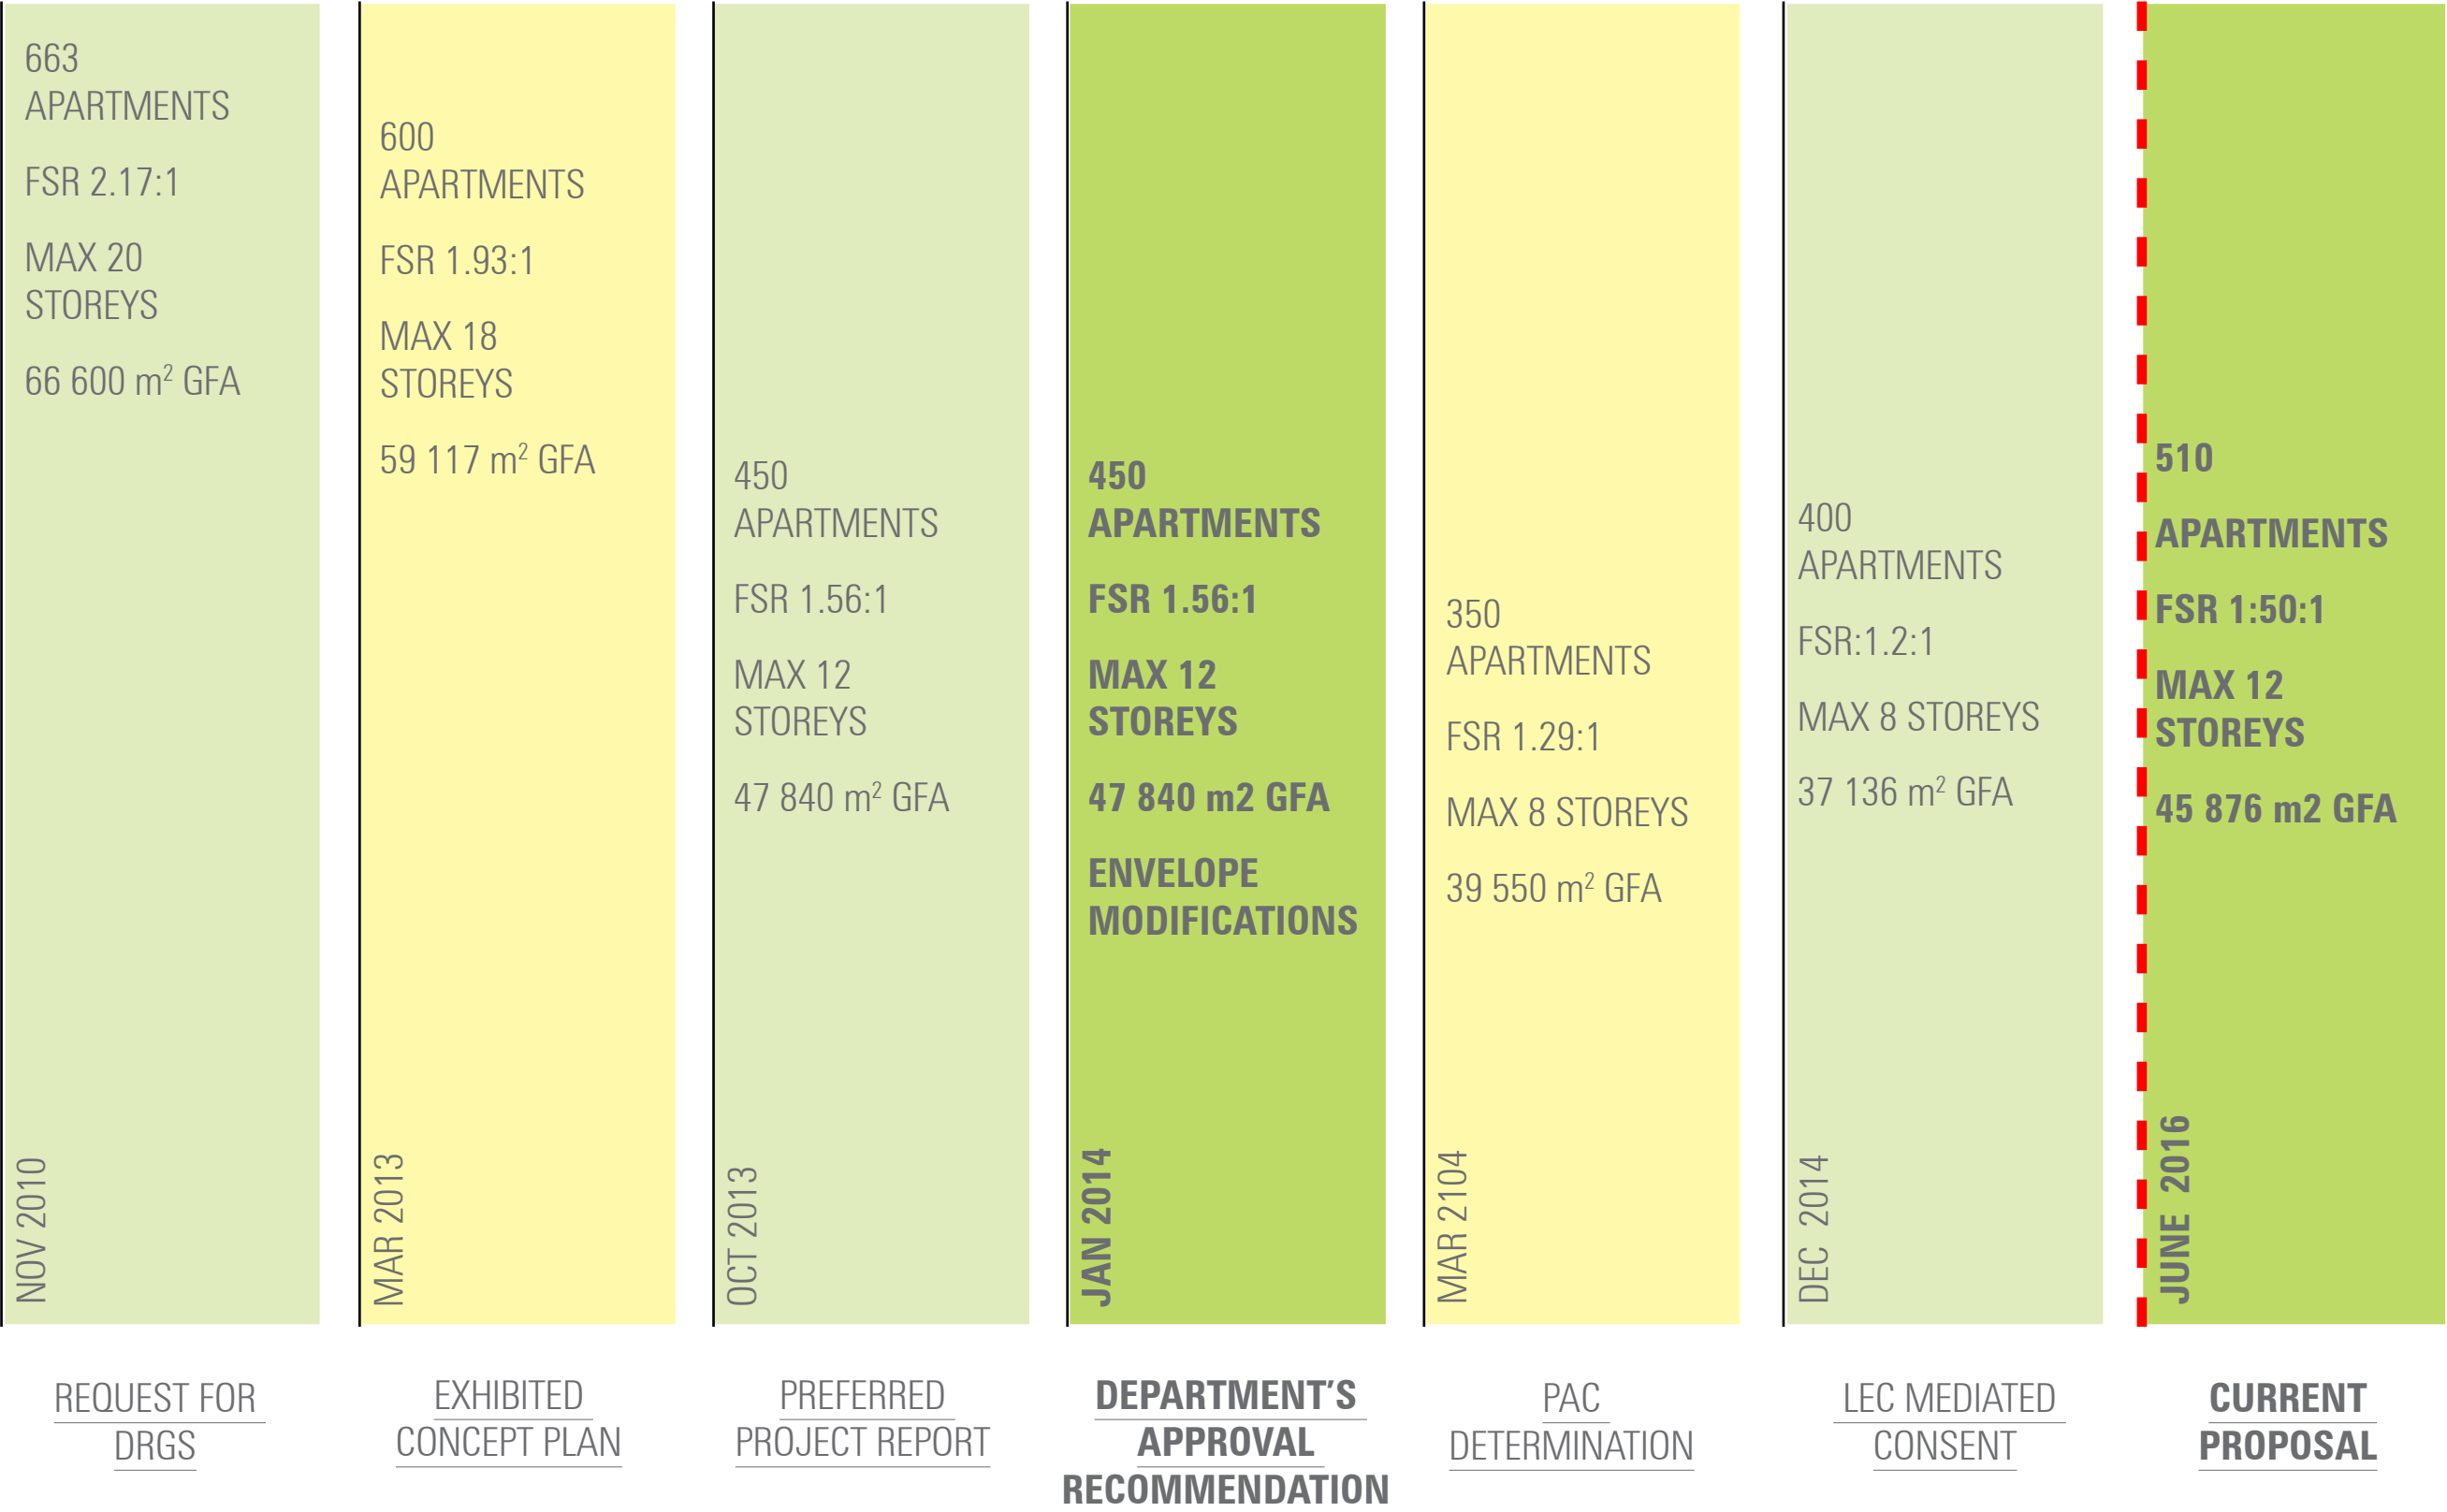 663
APARTMENTS
FSR 2.17:1
MAX 20
STOREYS
66 600 m² GFA
NOV 2010
REQUEST FOR
DRGS
600
APARTMENTS
FSR 1.93:1
MAX 18
STOREYS
59 117 m² GFA
MAR 2013
EXHIBITED
CONCEPT PLAN
450
APARTMENTS
FSR 1.56:1
MAX 12
STOREYS
47 840 m² GFA
OCT 2013
PREFERRED
PROJECT REPORT
450
APARTMENTS
FSR 1.56:1
MAX 12
STOREYS
47 840 m2 GFA
ENVELOPE
MODIFICATIONS
JAN 2014
DEPARTMENT’S
APPROVAL
RECOMMENDATION
350
APARTMENTS
FSR 1.29:1
MAX 8 STOREYS
39 550 m² GFA
MAR 2104
PAC
DETERMINATION
400
APARTMENTS
FSR:1.2:1
MAX 8 STOREYS
37 136 m² GFA
DEC 2014
LEC MEDIATED
CONSENT
510
APARTMENTS
FSR 1:50:1
MAX 12
STOREYS
45 876 m2 GFA
JUNE 2016
CURRENT
PROPOSAL